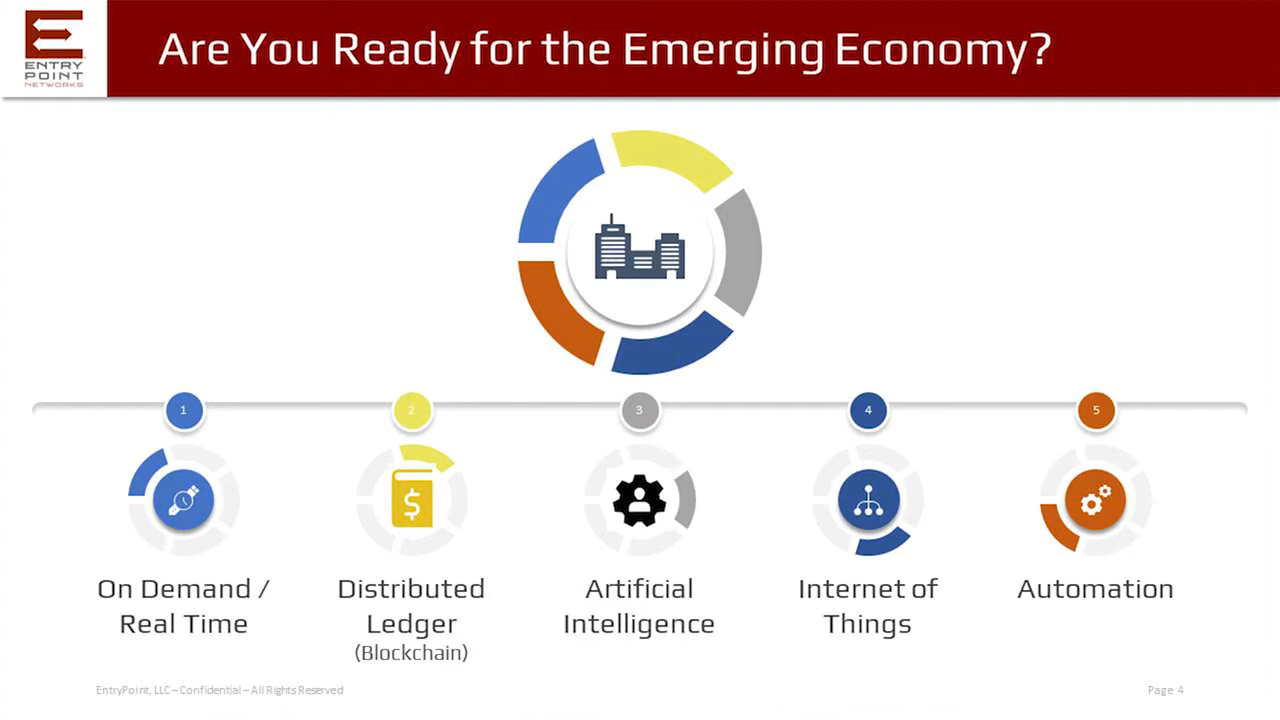 ENTRY
POINT
NETWORKS
Are You Ready for the Emerging Economy?
1
2
3
4
5
$
On Demand /
Real Time
Distributed
Ledger
(Blockchain)
Artificial
Intelligence
Internet of
Things
Automation
EntryPoint, LLC – Confidential – All Rights Reserved
Page 4